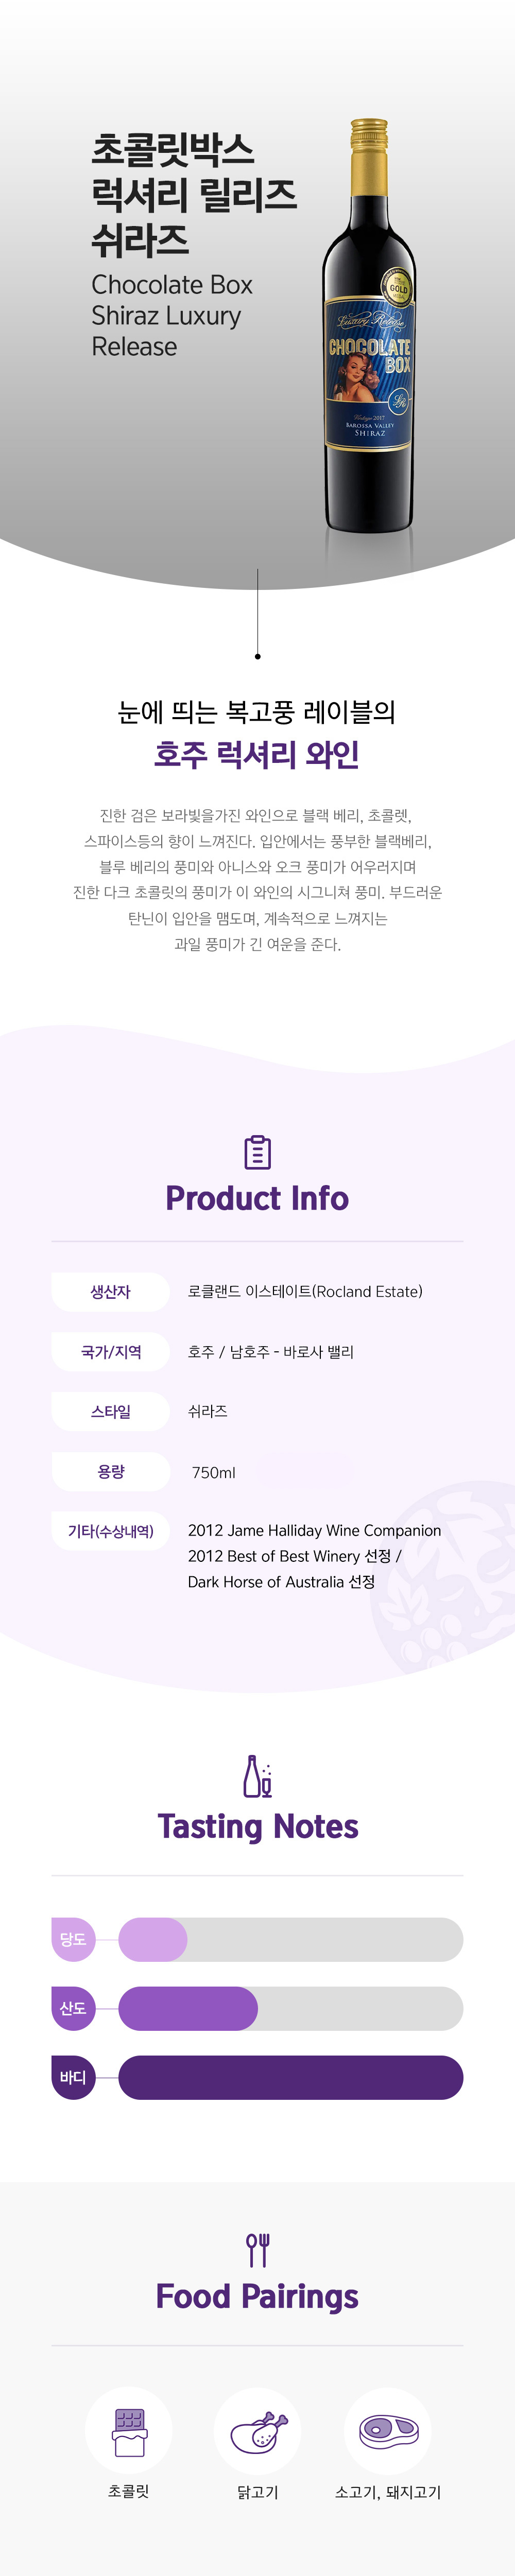 초콜릿박스
럭셔리 릴리즈
쉬라즈
Chocolate Box
Shiraz Luxury
Release
GOLD
Luxury Release
CHOCOLATE
BOX
LR
Vintage 2017
BAROSSA VALLEY
SHIRAZ
눈에 띄는 복고풍 레이블의
호주 럭셔리 와인
진한 검은 보라빛을가진 와인으로 블랙 베리, 초콜렛,
스파이스등의 향이 느껴진다. 입안에서는 풍부한 블랙베리,
블루 베리의 풍미와 아니스와 오크 풍미가 어우러지며
진한 다크 초콜릿의 풍미가 이 와인의 시그니쳐 풍미. 부드러운
탄닌이 입안을 맴도며, 계속적으로 느껴지는
과일 풍미가 긴 여운을 준다.
Product Info
생산자 로클랜드 이스테이트(Rocland Estate)
국가/지역 호주 / 남호주 - 바로사 밸리
스타일 쉬라즈
용량 750ml
기타(수상내역) 2012 Jame Halliday Wine Companion
2012 Best of Best Winery 선정 /
Dark Horse of Australia 선정
Tasting Notes
당도
산도
바디
Food Pairings
초콜릿 닭고기 소고기, 돼지고기